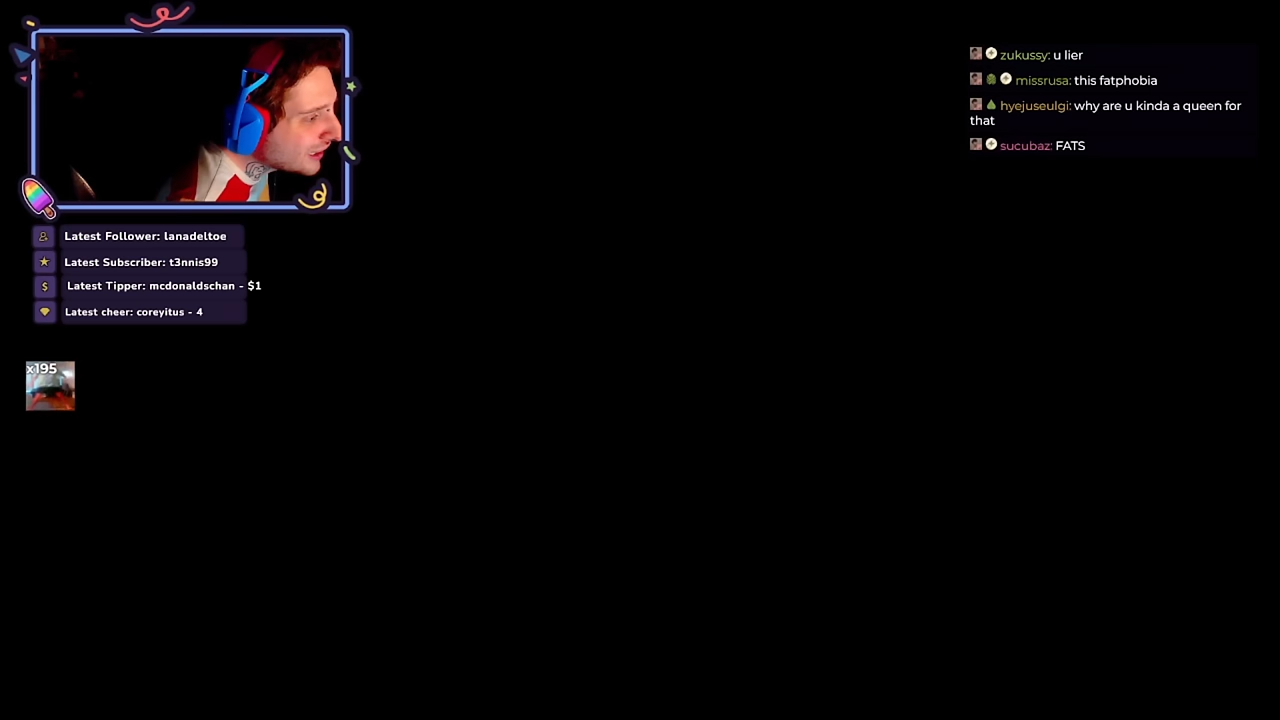 zukussy: u lier
missrusa: this fatphobia
hyejuseulgi: why are u kinda a queen for
that
sucubaz: FATS
Latest Follower: lanadeltoe
Latest Subscriber: t3nnis99
Latest Tipper: mcdonaldschan - $1
Latest cheer: coreyitus - 4
x195